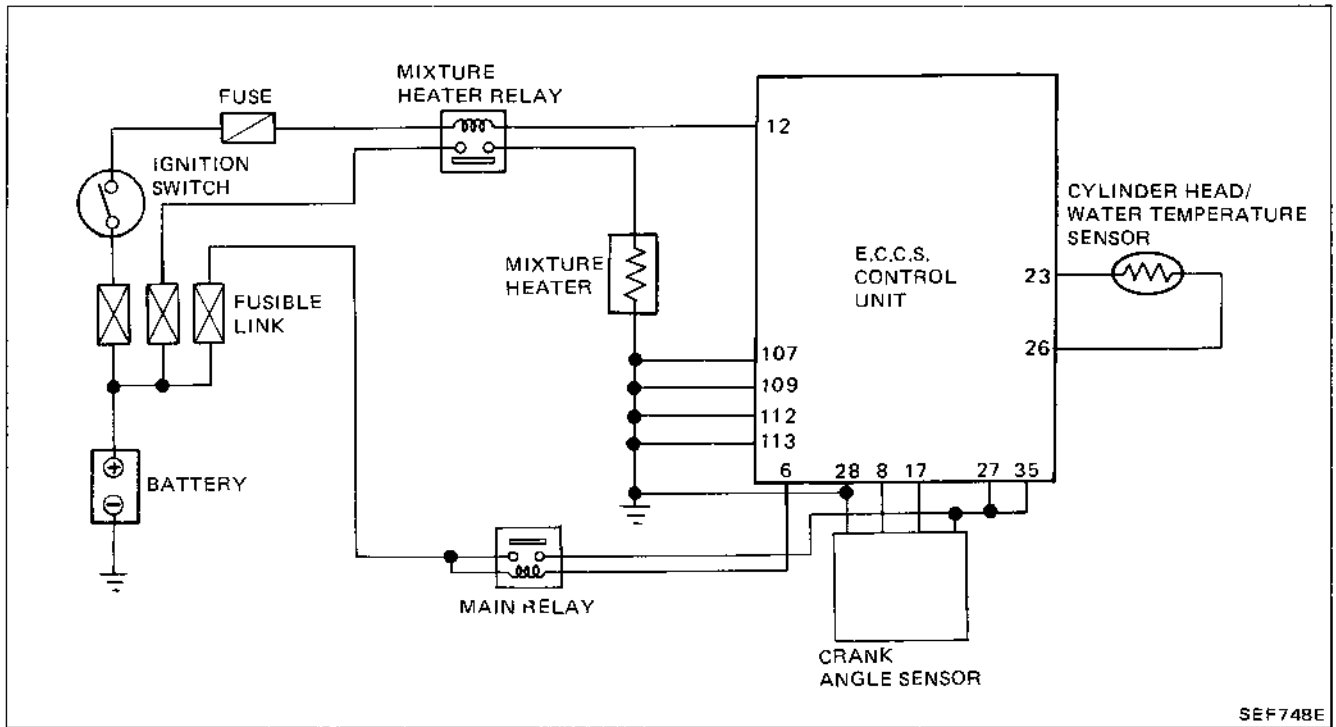 MIXTURE
HEATER RELAY
FUSE
12
IGNITION
SWITCH
CYLINDER HEAD/
WATER TEMPERATURE
SENSOR
E.C.C.S.
CONTROL
UNIT
MIXTURE
HEATER
23
FUSIBLE
LINK
26
107
109
112
113
6 28 8 17 27 35
BATTERY
MAIN RELAY
CRANK
ANGLE SENSOR
SEF748E